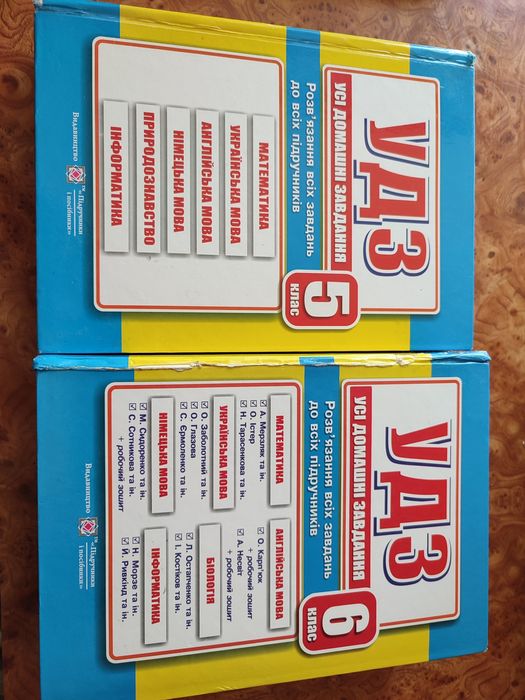 УДЗ
УСІ ДОМАШНІ ЗАВДАННЯ
5
клас
Розв'язання всіх завдань
до всіх підручників
МАТЕМАТИКА
УКРАЇНСЬКА МОВА
АНГЛІЙСЬКА МОВА
НІМЕЦЬКА МОВА
ПРИРОДОЗНАВСТВО
ІНФОРМАТИКА
Видавництво
TM «Підручники
і посібники»
УДЗ
УСІ ДОМАШНІ ЗАВДАННЯ
6
клас
Розв'язання всіх завдань
до всіх підручників
МАТЕМАТИКА
А. Мерзляк та ін.
О. Істер
Н. Тарасенкова та ін.
УКРАЇНСЬКА МОВА
О. Заболотний та ін.
О. Глазова
С. Єрмоленко та ін.
НІМЕЦЬКА МОВА
М. Сидоренко та ін.
С. Сотникова та ін.
+ робочий зошит
АНГЛІЙСЬКА МОВА
О. Карп'юк
+ робочий зошит
А. Несвіт
+ робочий зошит
БІОЛОГІЯ
Л. Остапченко та ін.
І. Костіков та ін.
ІНФОРМАТИКА
Н. Морзе та ін.
Й. Ривкінд та ін.
Видавництво
TM «Підручники
і посібники»